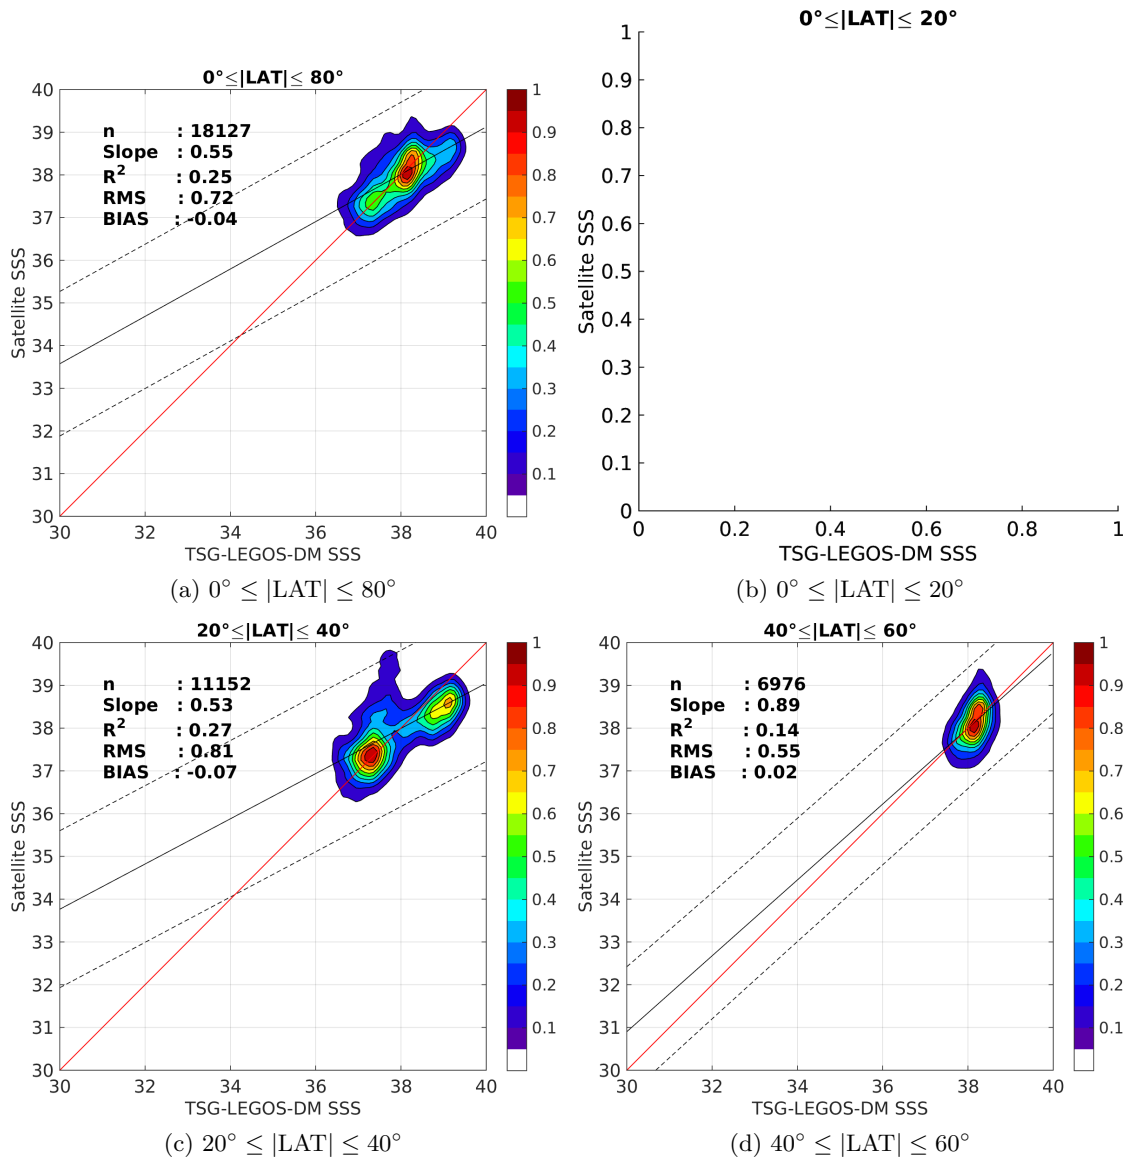 0°≤|LAT|≤ 80°
n : 18127
Slope : 0.55
R2 : 0.25
RMS : 0.72
BIAS : -0.04
40
39
38
37
36
35
34
33
32
31
30
30 32 34 36 38 40
Satellite SSS
TSG-LEGOS-DM SSS
1
0.9
0.8
0.7
0.6
0.5
0.4
0.3
0.2
0.1
(a) 0° ≤ |LAT| ≤ 80°
0°≤|LAT|≤ 20°
1
0.9
0.8
0.7
0.6
0.5
0.4
0.3
0.2
0.1
0
0 0.2 0.4 0.6 0.8 1
Satellite SSS
TSG-LEGOS-DM SSS
(b) 0° ≤ |LAT| ≤ 20°
20°≤|LAT|≤ 40°
n : 11152
Slope : 0.53
R2 : 0.27
RMS : 0.81
BIAS : -0.07
40
39
38
37
36
35
34
33
32
31
30
30 32 34 36 38 40
Satellite SSS
TSG-LEGOS-DM SSS
1
0.9
0.8
0.7
0.6
0.5
0.4
0.3
0.2
0.1
(c) 20° ≤ |LAT| ≤ 40°
40°≤|LAT|≤ 60°
n : 6976
Slope : 0.89
R2 : 0.14
RMS : 0.55
BIAS : 0.02
40
39
38
37
36
35
34
33
32
31
30
30 32 34 36 38 40
Satellite SSS
TSG-LEGOS-DM SSS
1
0.9
0.8
0.7
0.6
0.5
0.4
0.3
0.2
0.1
(d) 40° ≤ |LAT| ≤ 60°